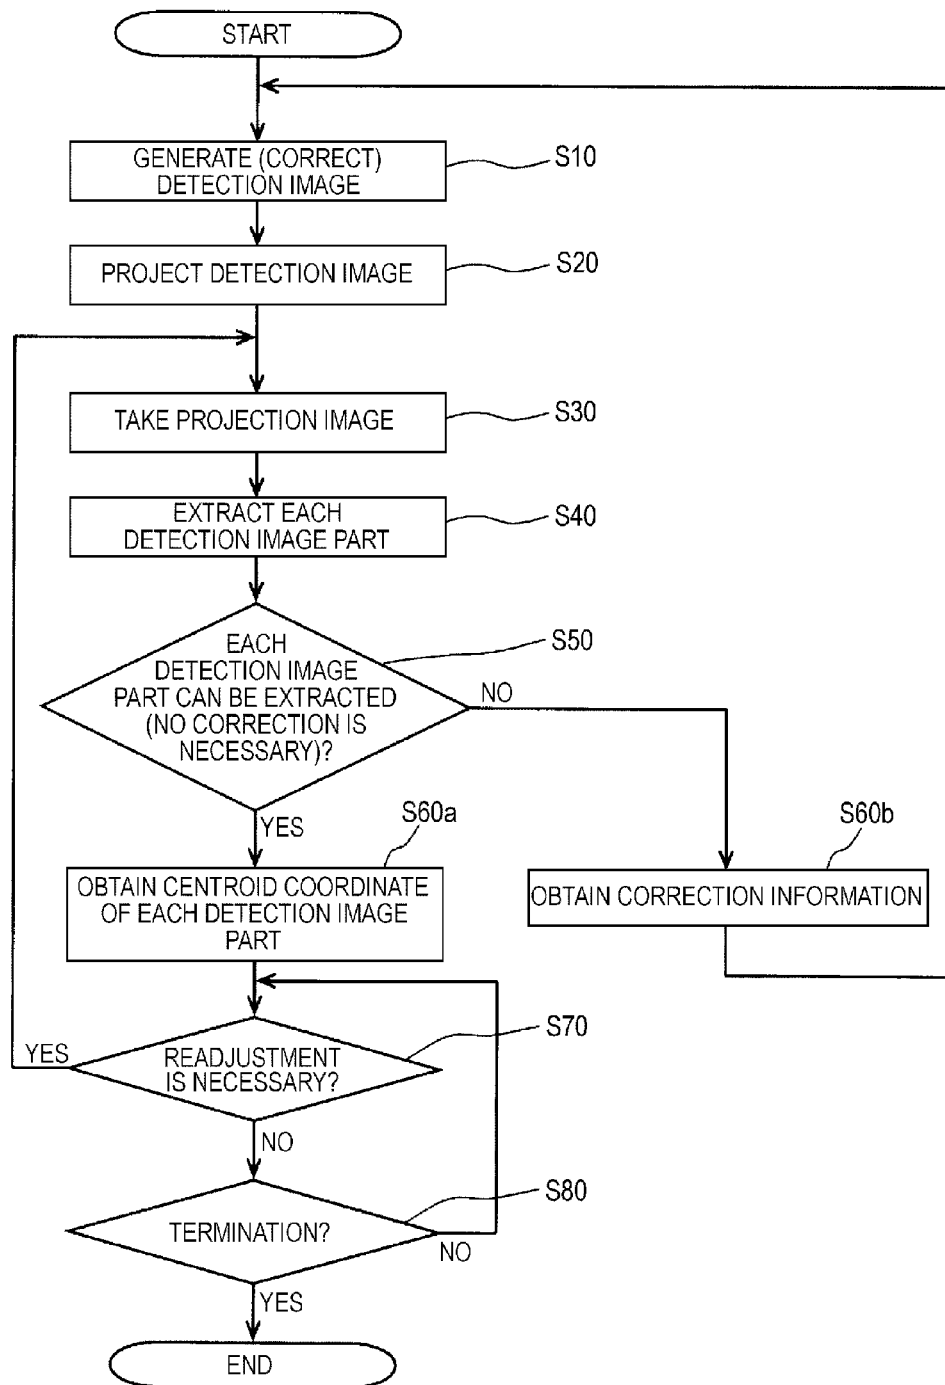 START
GENERATE (CORRECT)
DETECTION IMAGE
S10
PROJECT DETECTION IMAGE
S20
TAKE PROJECTION IMAGE
S30
EXTRACT EACH
DETECTION IMAGE PART
S40
EACH
DETECTION IMAGE
PART CAN BE EXTRACTED
(NO CORRECTION IS
NECESSARY)?
S50
NO
YES
S60a
S60b
OBTAIN CENTROID COORDINATE
OF EACH DETECTION IMAGE
PART
OBTAIN CORRECTION INFORMATION
S70
YES
READJUSTMENT
IS NECESSARY?
NO
S80
TERMINATION?
NO
YES
END